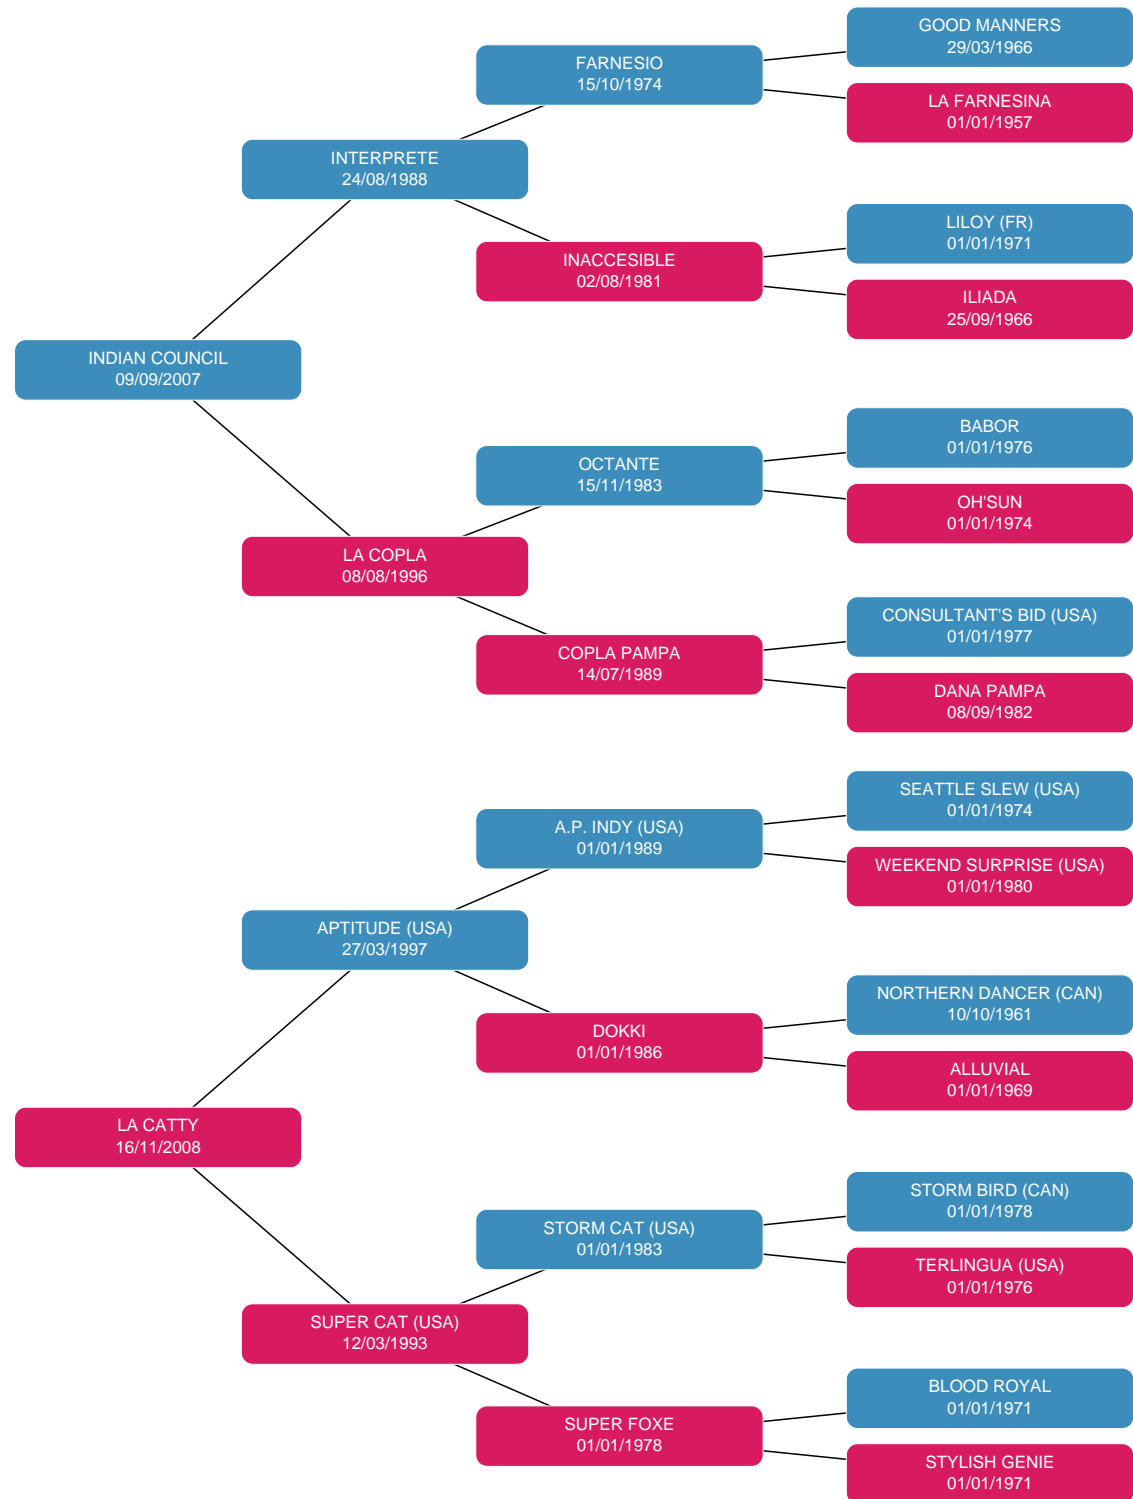 GOOD MANNERS
29/03/1966
FARNESIO
15/10/1974
LA FARNESINA
01/01/1957
INTERPRETE
24/08/1988
LILOY (FR)
01/01/1971
INACCESIBLE
02/08/1981
ILIADA
25/09/1966
INDIAN COUNCIL
09/09/2007
BABOR
01/01/1976
OCTANTE
15/11/1983
OH'SUN
01/01/1974
LA COPLA
08/08/1996
CONSULTANT'S BID (USA)
01/01/1977
COPLA PAMPA
14/07/1989
DANA PAMPA
08/09/1982
SEATTLE SLEW (USA)
01/01/1974
A.P. INDY (USA)
01/01/1989
WEEKEND SURPRISE (USA)
01/01/1980
APTITUDE (USA)
27/03/1997
NORTHERN DANCER (CAN)
10/10/1961
DOKKI
01/01/1986
ALLUVIAL
01/01/1969
LA CATTY
16/11/2008
STORM BIRD (CAN)
01/01/1978
STORM CAT (USA)
01/01/1983
TERLINGUA (USA)
01/01/1976
SUPER CAT (USA)
12/03/1993
BLOOD ROYAL
01/01/1971
SUPER FOXE
01/01/1978
STYLISH GENIE
01/01/1971